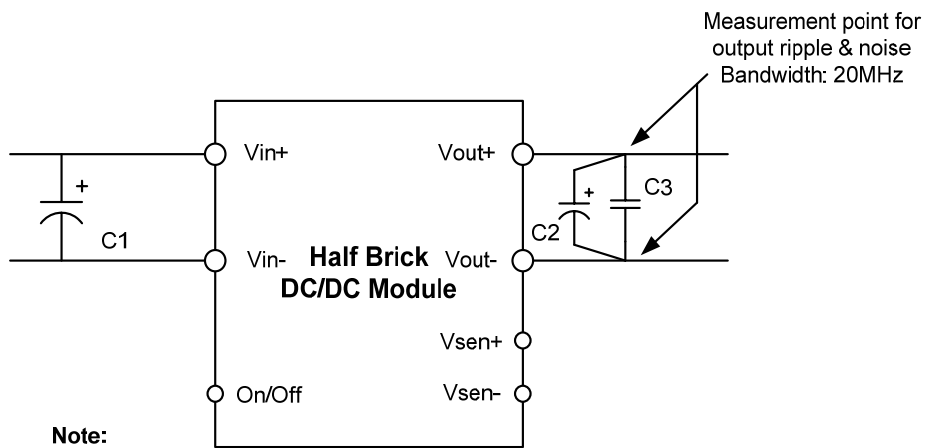 Measurement point for
output ripple & noise
Bandwidth: 20MHz
Vin+
Vout+
+
+
C3
C1
C2
Vin-
Half Brick
Vout-
DC/DC Module
Vsen+
On/Off
Vsen-
Note: